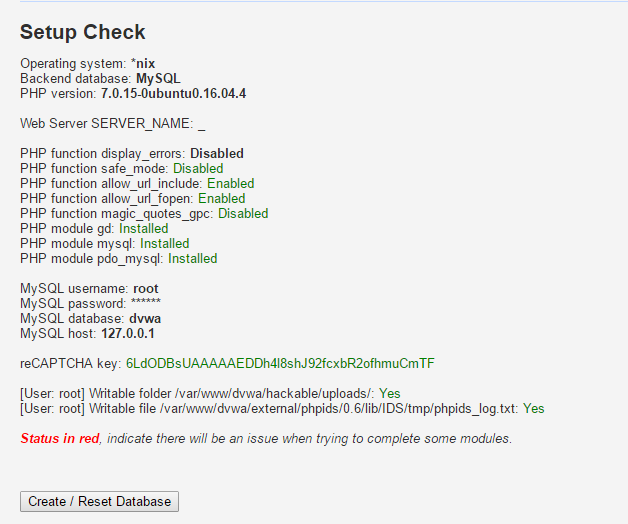 Setup Check
Operating system: *nix
Backend database: MySQL
PHP version: 7.0.15-0ubuntu0.16.04.4
Web Server SERVER_NAME: _
PHP function display_errors: Disabled
PHP function safe_mode: Disabled
PHP function allow_url_include: Enabled
PHP function allow_url_fopen: Enabled
PHP function magic_quotes_gpc: Disabled
PHP module gd: Installed
PHP module mysql: Installed
PHP module pdo_mysql: Installed
MySQL username: root
MySQL password: ******
MySQL database: dvwa
MySQL host: 127.0.0.1
reCAPTCHA key: 6LdODBsUAAAAAEDDh4I8shJ92fcxbR2ofhmuCmTF
[User: root] Writable folder /var/www/dvwa/hackable/uploads/: Yes
[User: root] Writable file /var/www/dvwa/external/phpids/0.6/lib/IDS/tmp/phpids_log.txt: Yes
Status in red, indicate there will be an issue when trying to complete some modules.
Create / Reset Database